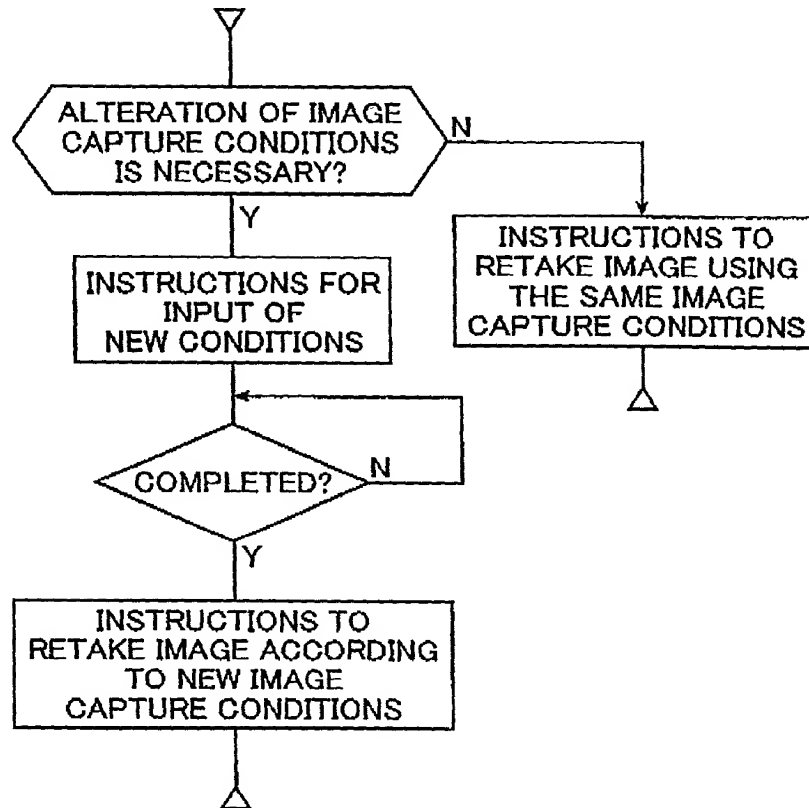 ALTERATION OF IMAGE
CAPTURE CONDITIONS
IS NECESSARY?
N
Y
INSTRUCTIONS TO
RETAKE IMAGE USING
THE SAME IMAGE
CAPTURE CONDITIONS
INSTRUCTIONS FOR
INPUT OF
NEW CONDITIONS
COMPLETED?
N
Y
INSTRUCTIONS TO
RETAKE IMAGE ACCORDING
TO NEW IMAGE
CAPTURE CONDITIONS